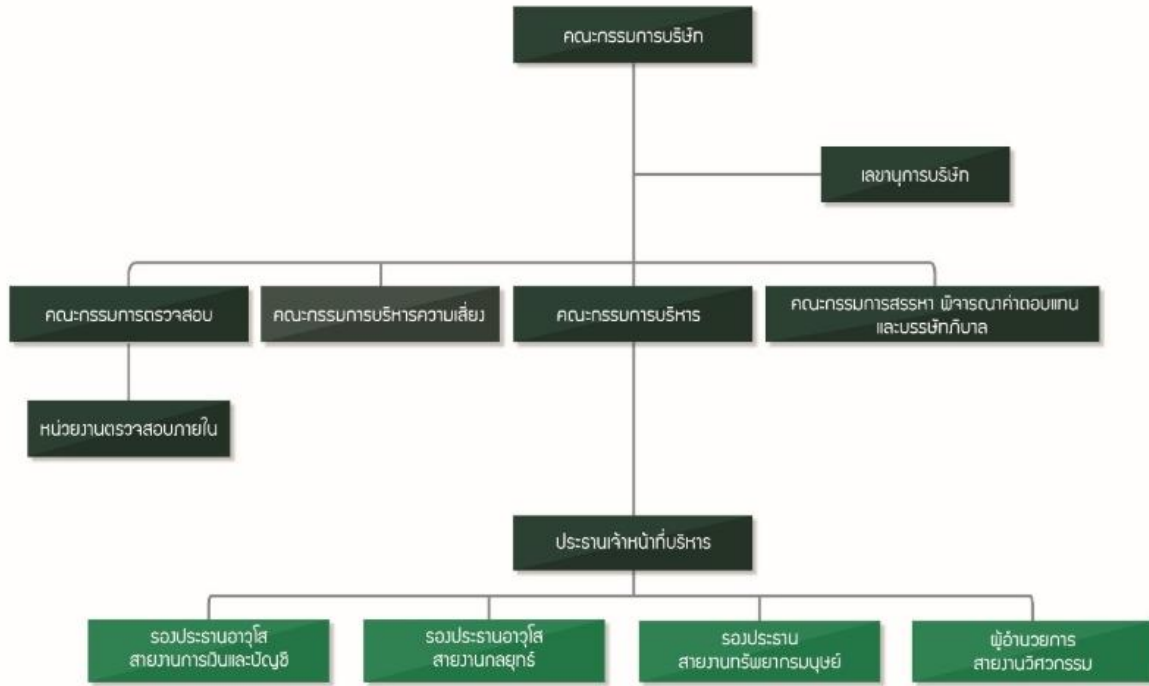 คณะกรรมการบริษัท
เลขานุการบริษัท
คณะกรรมการตรวจสอบ
คณะกรรมการบริหารความเสี่ยง
คณะกรรมการบริหาร
คณะกรรมการสรรหา พิจารณาค่าตอบแทน
และบรรษัทภิบาล
หน่วยงานตรวจสอบภายใน
ประธานเจ้าหน้าที่บริหาร
รองประธานอาวุโส
สายงานการเงินและบัญชี
รองประธานอาวุโส
สายงานกลยุทธ์
รองประธาน
สายงานทรัพยากรมนุษย์
ผู้อำนวยการ
สายงานวิศวกรรม